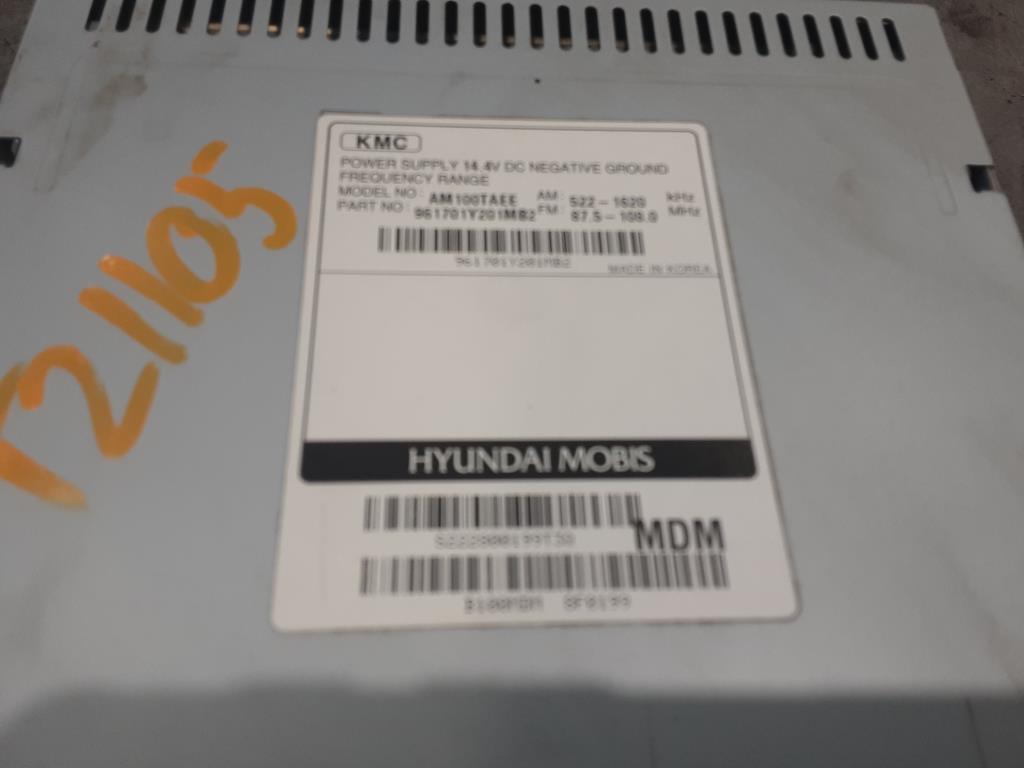 KMC
POWER SUPPLY 14.4V DC NEGATIVE GROUND
FREQUENCY RANGE
MODEL NO : AM100TAEE AM : 522 - 1620 kHz
PART NO : 961701Y201MB2 FM : 87.5 - 108.0 MHz
961701Y201MB2 MADE IN KOREA
HYUNDAI MOBIS
MDM
T21105